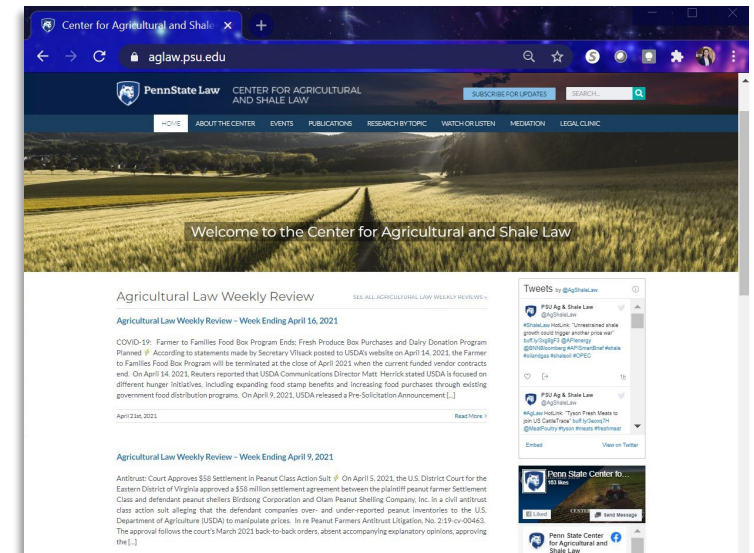 Center for Agricultural and Shale
aglaw.psu.edu
PennState Law
CENTER FOR AGRICULTURAL
AND SHALE LAW
SUBSCRIBE FOR UPDATES
SEARCH...
HOME ABOUT THE CENTER EVENTS PUBLICATIONS RESEARCH BY TOPIC WATCH OR LISTEN MEDIATION LEGAL CLINIC
Welcome to the Center for Agricultural and Shale Law
Agricultural Law Weekly Review
SEE ALL AGRICULTURAL LAW WEEKLY REVIEWS »
Agricultural Law Weekly Review – Week Ending April 16, 2021
COVID-19: Farmer to Families Food Box Program Ends; Fresh Produce Box Purchases and Dairy Donation Program
Planned ⚡ According to statements made by Secretary Vilsack posted to USDA's website on April 14, 2021, the Farmer
to Families Food Box Program will be terminated at the close of April 2021 when the current funded vendor contracts
end. On April 14, 2021, Reuters reported that USDA Communications Director Matt Herrick stated USDA is focused on
different hunger initiatives, including expanding food stamp benefits and increasing food purchases through existing
government food distribution programs. On April 9, 2021, USDA released a Pre-Solicitation Announcement [...]
April 21st, 2021
Read More ›
Agricultural Law Weekly Review – Week Ending April 9, 2021
Antitrust: Court Approves $58 Settlement in Peanut Class Action Suit ⚡ On April 5, 2021, the U.S. District Court for the
Eastern District of Virginia approved a $58 million settlement agreement between the plaintiff peanut farmer Settlement
Class and defendant peanut shellers Birdsong Corporation and Olam Peanut Shelling Company, Inc. in a civil antitrust
class action suit alleging that the defendant companies over- and under-reported peanut inventories to the U.S.
Department of Agriculture (USDA) to manipulate prices. In re Peanut Farmers Antitrust Litigation, No. 2:19-cv-00463.
The approval follows the court's March 2021 back-to-back orders, absent accompanying explanatory opinions, approving
the [...]
Tweets by @AgShaleLaw
PSU Ag & Shale Law
@AgShaleLaw
#ShaleLaw HotLink: "Unrestrained shale
growth could trigger another price war"
@APIenergy
@BNNBloomberg #APISmartBrief #shale
#oilandgas #shaleoil #OPEC
1h
PSU Ag & Shale Law
@AgShaleLaw
#AgLaw HotLink: "Tyson Fresh Meats to
join US CattleTrace"
@MeatPoultry #tyson #meats #freshmeat
Embed
View on Twitter
Penn State Center fo...
163 likes
Liked
Send Message
Penn State Center
for Agricultural and
Shale Law